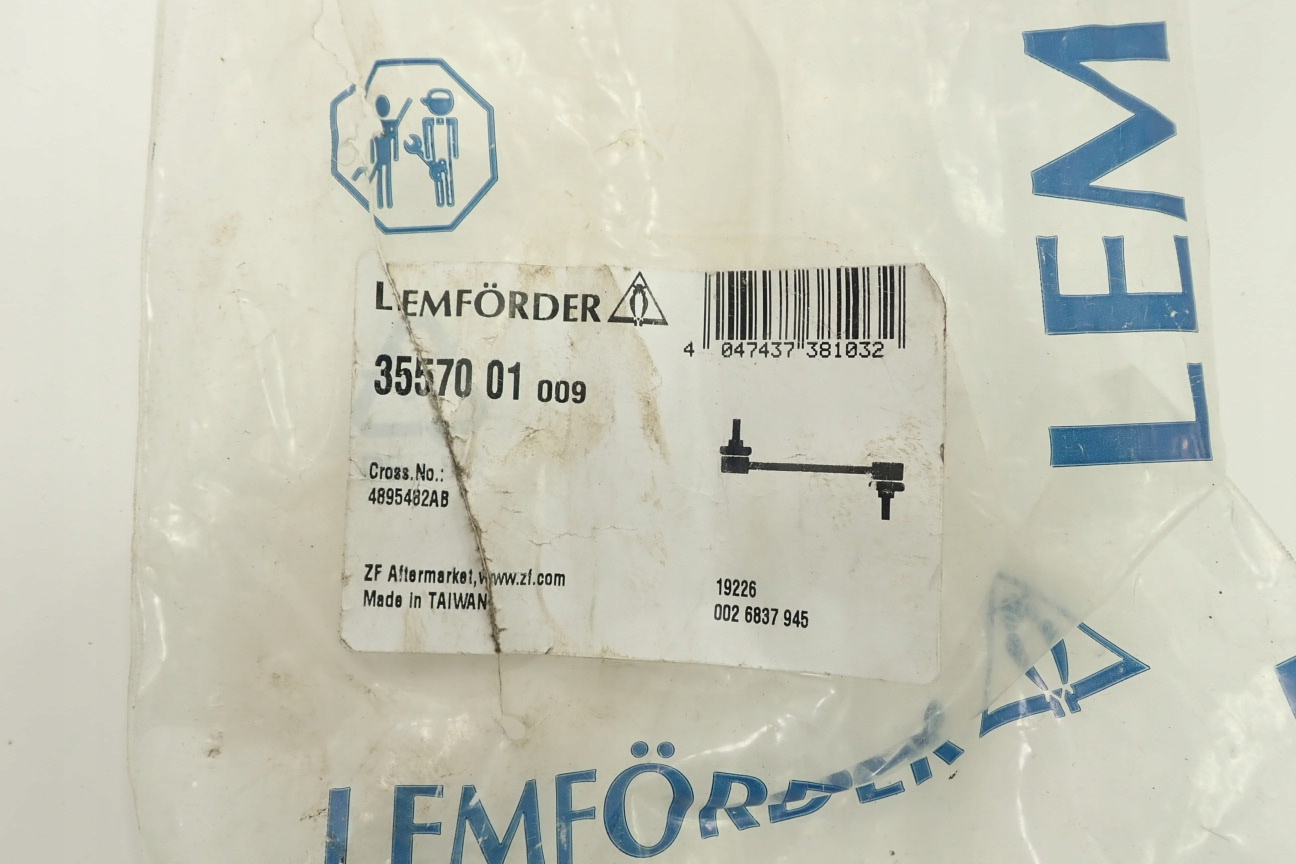 LEMFÖRDER
4 047437 381032
35570 01 009
Cross.No.:
4895482AB
ZF Aftermarket, www.zf.com
Made in TAIWAN
19226
002 6837 945
LEM
LEMFÖRDER